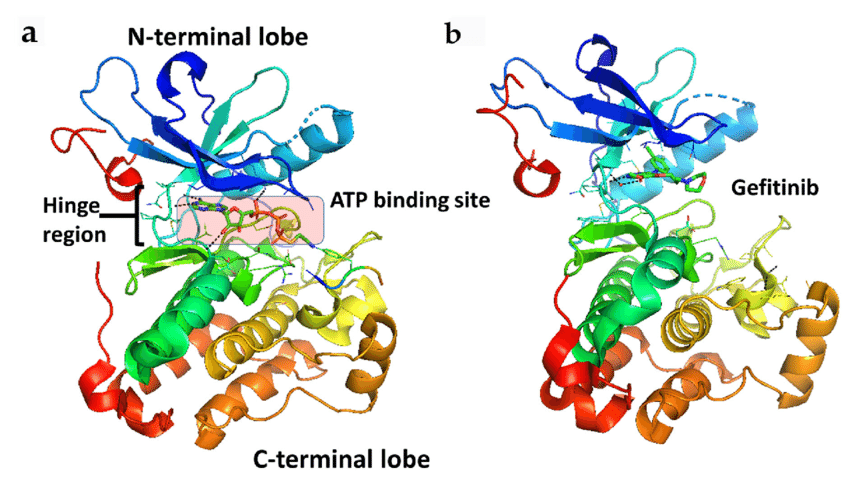 a
N-terminal lobe
b
Hinge
region
ATP binding site
Gefitinib
C-terminal lobe